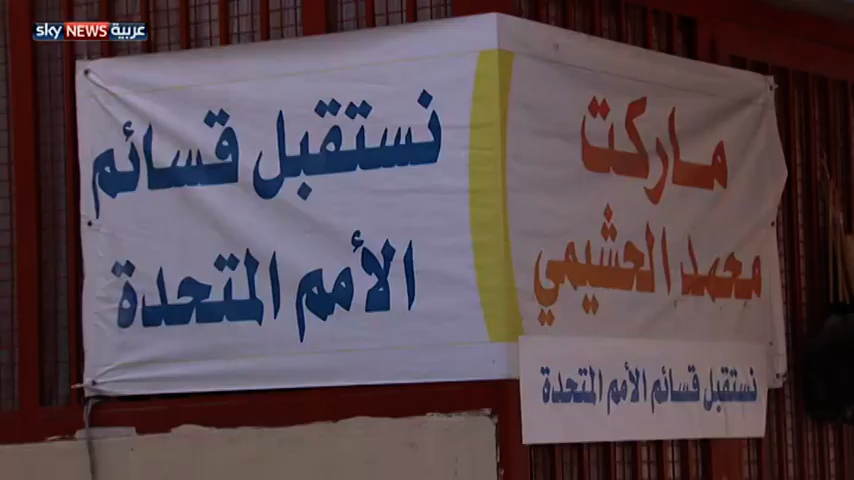 sky NEWS عربية
ماركت
محمد الحشيمي
نستقبل قسائم الأمم المتحدة
نستقبل قسائم
الأمم المتحدة